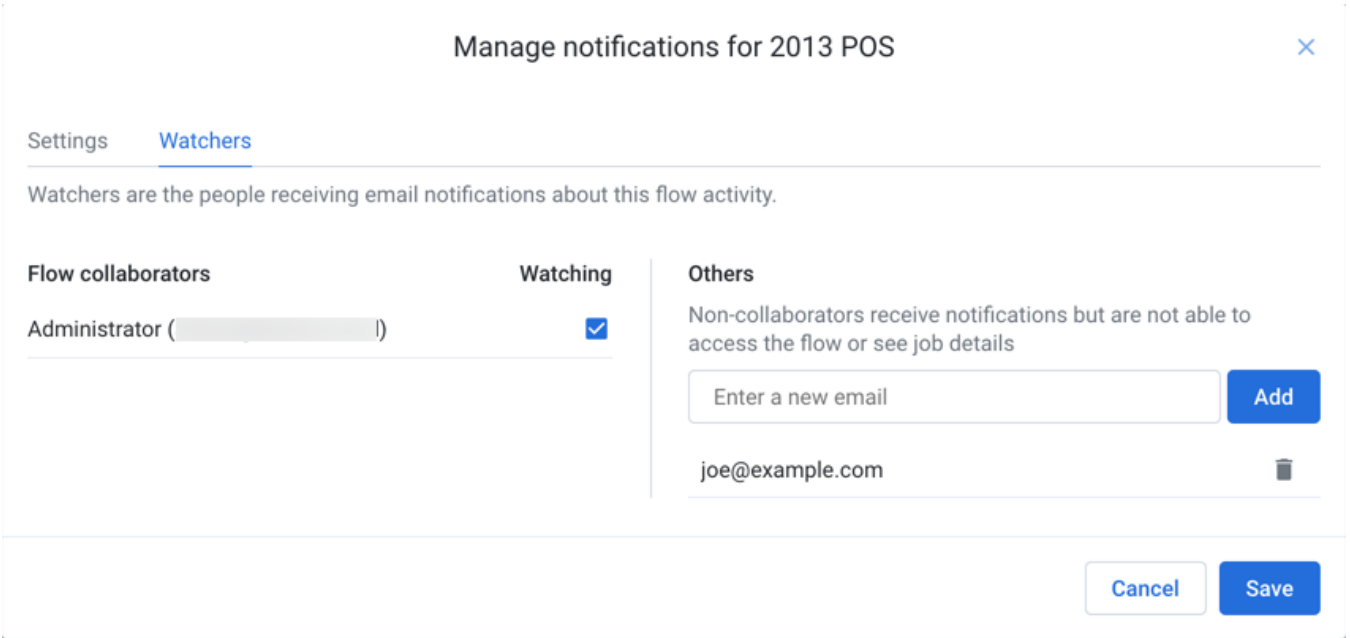 Manage notifications for 2013 POS
Settings Watchers
Watchers are the people receiving email notifications about this flow activity.
Flow collaborators Watching
Administrator ( )
Others
Non-collaborators receive notifications but are not able to
access the flow or see job details
Enter a new email Add
joe@example.com
Cancel Save